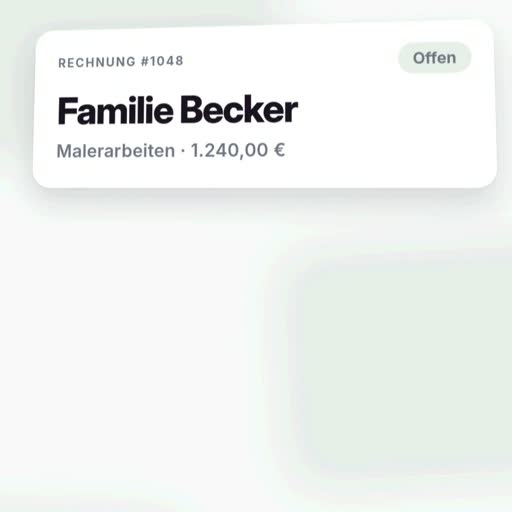 RECHNUNG #1048
Offen
Familie Becker
Malerarbeiten · 1.240,00 €